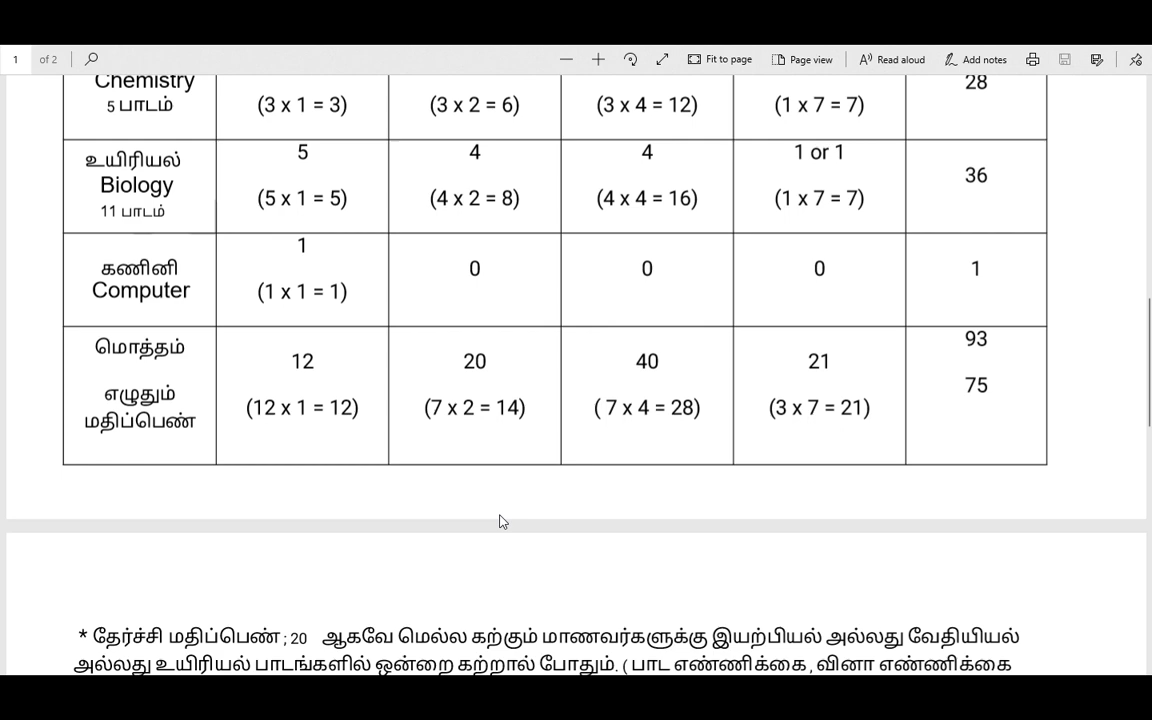 1 of 2 Fit to page Page view Read aloud Add notes
Chemistry
5 பாடம்
(3 x 1 = 3)
(3 x 2 = 6)
(3 x 4 = 12)
(1 x 7 = 7)
28
உயிரியல்
Biology
11 பாடம்
5
(5 x 1 = 5)
4
(4 x 2 = 8)
4
(4 x 4 = 16)
1 or 1
(1 x 7 = 7)
36
கணினி
Computer
1
(1 x 1 = 1)
0
0
0
1
மொத்தம்
எழுதும்
மதிப்பெண்
12
(12 x 1 = 12)
20
(7 x 2 = 14)
40
( 7 x 4 = 28)
21
(3 x 7 = 21)
93
75
* தேர்ச்சி மதிப்பெண் ; 20 ஆகவே மெல்ல கற்கும் மாணவர்களுக்கு இயற்பியல் அல்லது வேதியியல்
அல்லது உயிரியல் பாடங்களில் ஒன்றை கற்றால் போதும். ( பாட எண்ணிக்கை , வினா எண்ணிக்கை